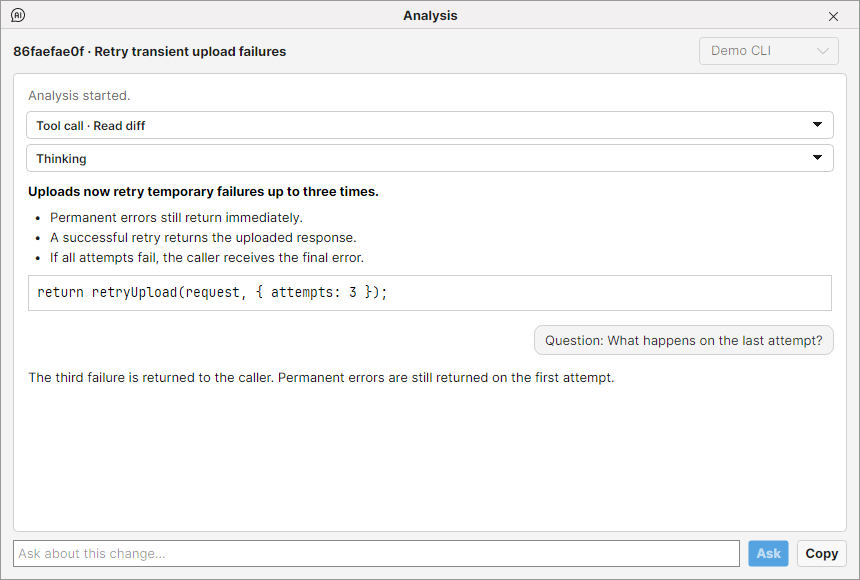 AI
Analysis
86faefae0f · Retry transient upload failures
Demo CLI
Analysis started.
Tool call · Read diff
Thinking
Uploads now retry temporary failures up to three times.
• Permanent errors still return immediately.
• A successful retry returns the uploaded response.
• If all attempts fail, the caller receives the final error.
return retryUpload(request, { attempts: 3 });
Question: What happens on the last attempt?
The third failure is returned to the caller. Permanent errors are still returned on the first attempt.
Ask about this change...
Ask
Copy